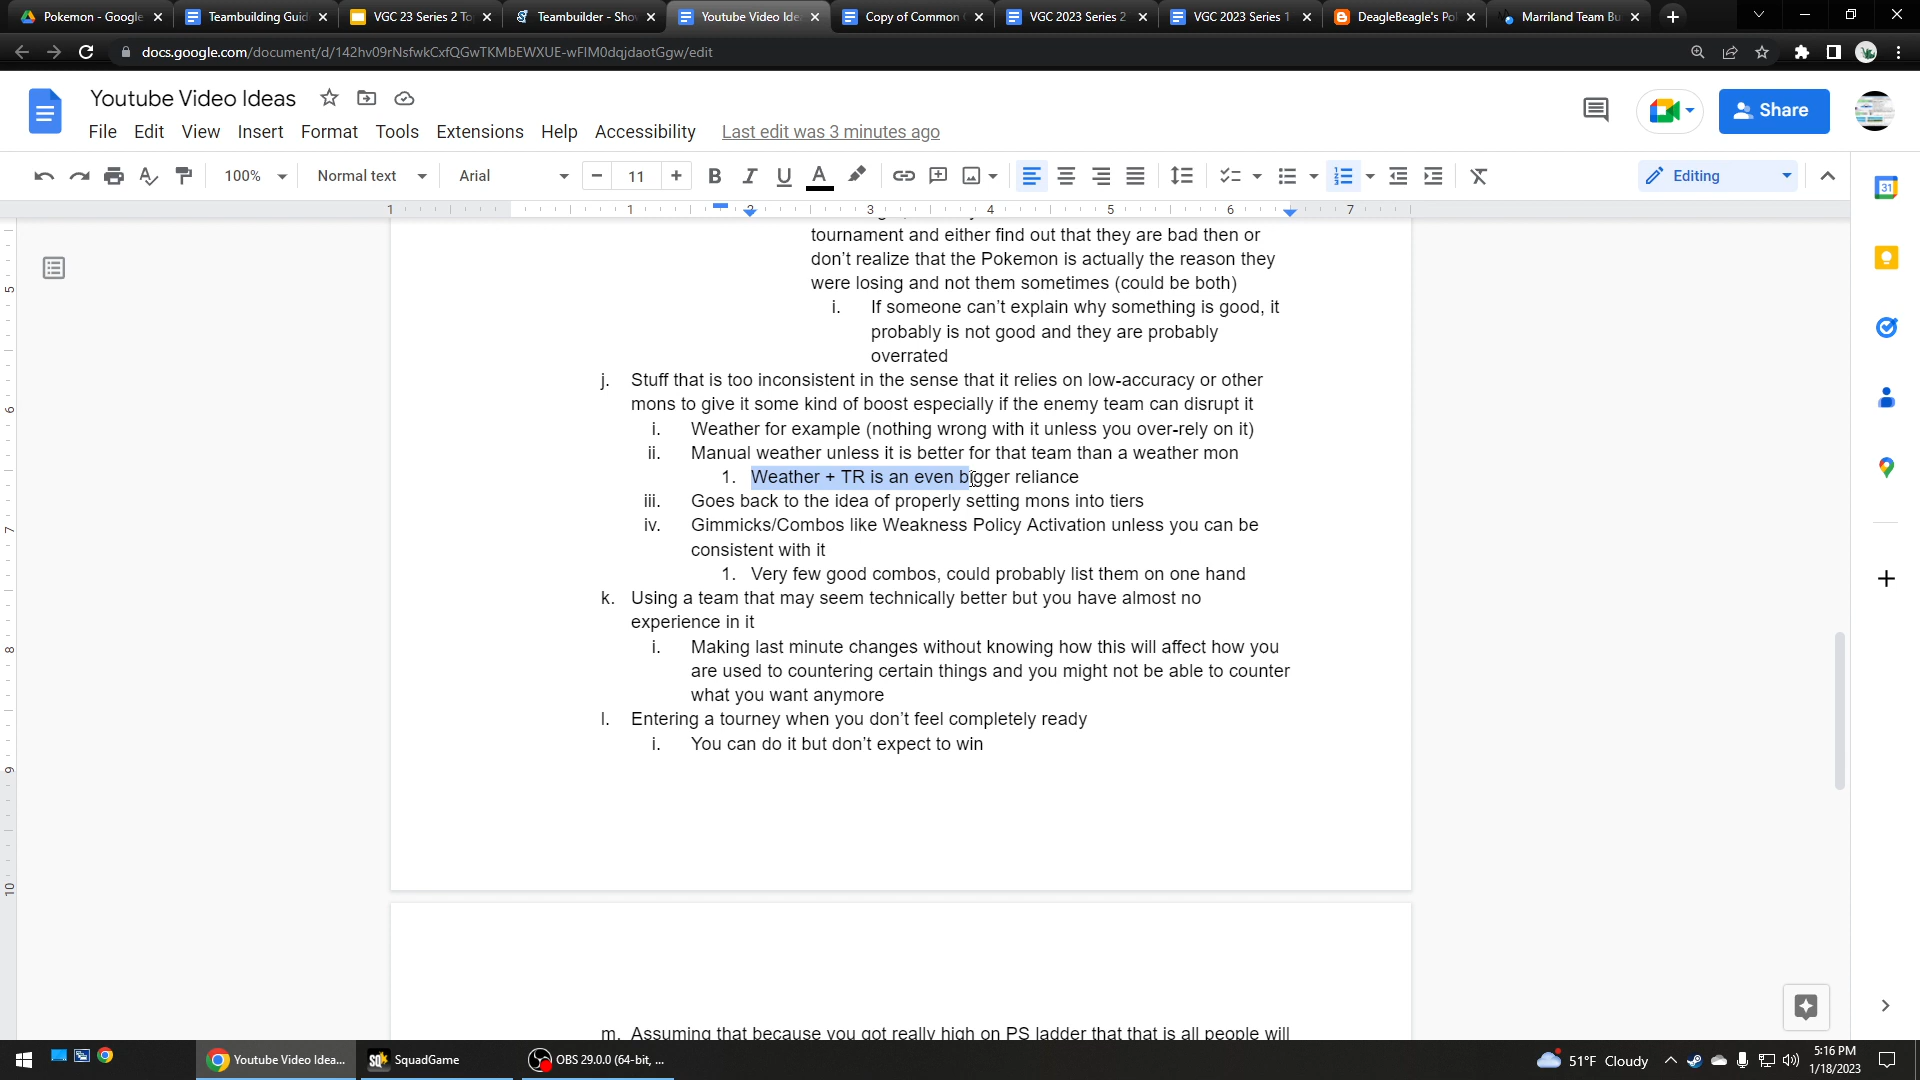 Pokemon - Google
Teambuilding Guid
VGC 23 Series 2 To
Teambuilder - Sho
Youtube Video Ide
Copy of Common
VGC 2023 Series 2
VGC 2023 Series 1
DeagleBeagle's Po
Marriland Team Bu
docs.google.com/document/d/142hv09rNsfwkCxfQGwTKMbEWXUE-wFIM0dqjdaotGgw/edit
Youtube Video Ideas
File Edit View Insert Format Tools Extensions Help Accessibility Last edit was 3 minutes ago
Share
100% Normal text Arial 11
Editing
1 1 2 3 4 5 6 7
tournament and either find out that they are bad then or
don't realize that the Pokemon is actually the reason they
were losing and not them sometimes (could be both)
i. If someone can't explain why something is good, it
probably is not good and they are probably
overrated
j. Stuff that is too inconsistent in the sense that it relies on low-accuracy or other
mons to give it some kind of boost especially if the enemy team can disrupt it
i. Weather for example (nothing wrong with it unless you over-rely on it)
ii. Manual weather unless it is better for that team than a weather mon
1. Weather + TR is an even bigger reliance
iii. Goes back to the idea of properly setting mons into tiers
iv. Gimmicks/Combos like Weakness Policy Activation unless you can be
consistent with it
1. Very few good combos, could probably list them on one hand
k. Using a team that may seem technically better but you have almost no
experience in it
i. Making last minute changes without knowing how this will affect how you
are used to countering certain things and you might not be able to counter
what you want anymore
l. Entering a tourney when you don't feel completely ready
i. You can do it but don't expect to win
m. Assuming that because you got really high on PS ladder that that is all people will
5
6
7
8
9
10
31
Youtube Video Idea...
SquadGame
OBS 29.0.0 (64-bit, ...
51°F Cloudy
5:16 PM
1/18/2023